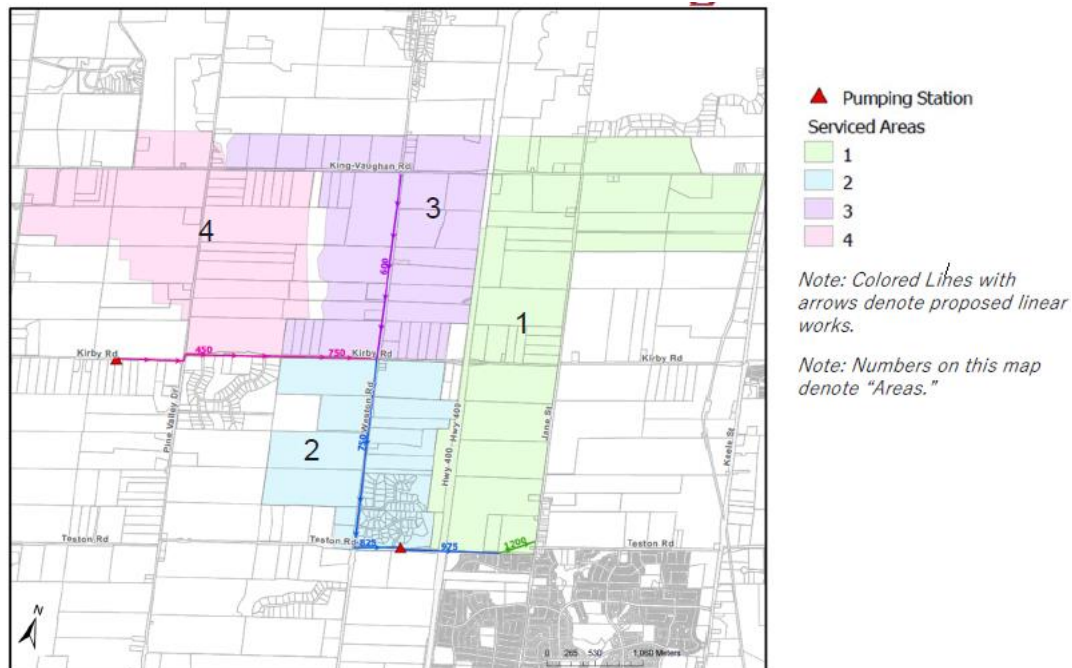 Pumping Station
Serviced Areas
1
2
3
4
Note: Colored Lines with
arrows denote proposed linear
works.
Note: Numbers on this map
denote “Areas.”
King-Vaughan Rd
3
4
600
1
Kirby Rd
450
750
Kirby Rd
Kirby Rd
Pine Valley Dr
Weston Rd
Hwy 400
Hwy 400
Jane St
Keele St
2
750
Teston Rd
Teston Rd
825
975
1200
Teston Rd
N
0 265 530 1,060 Meters